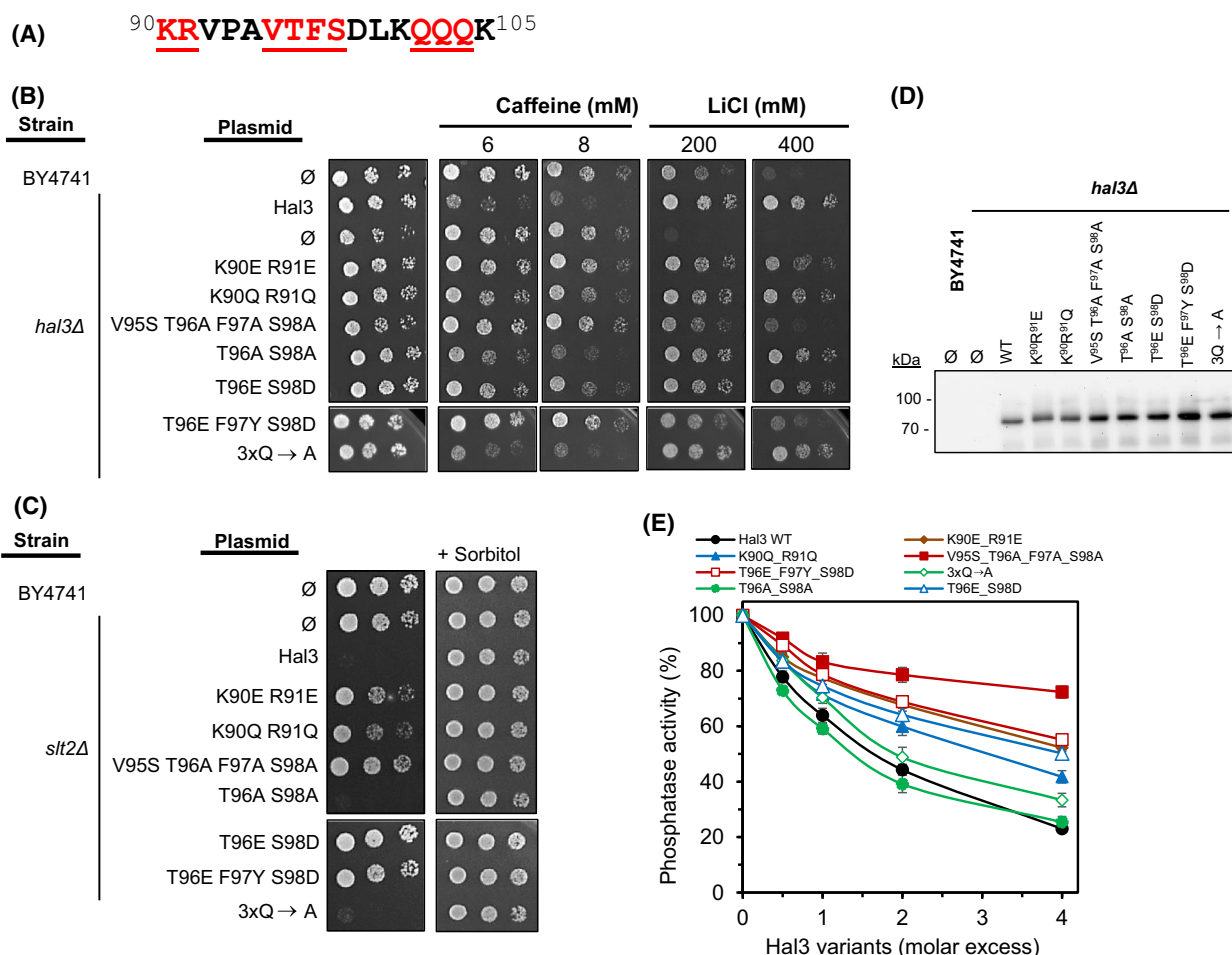 (A)
90KRVPAVTFSDLKQQQK105
(B)
Strain
Plasmid
Caffeine (mM)
LiCl (mM)
6
8
200
400
BY4741
Ø
hal3Δ
Hal3
Ø
K90E R91E
K90Q R91Q
V95S T96A F97A S98A
T96A S98A
T96E S98D
T96E F97Y S98D
3xQ → A
(D)
hal3Δ
BY4741
Ø
Ø
WT
K90R91E
K90R91Q
V95S T96A F97A S98A
T96A S98A
T96E S98D
T96E F97Y S98D
3Q → A
kDa
100 -
70 -
(C)
Strain
Plasmid
+ Sorbitol
BY4741
Ø
slt2Δ
Ø
Hal3
K90E R91E
K90Q R91Q
V95S T96A F97A S98A
T96A S98A
T96E S98D
T96E F97Y S98D
3xQ → A
(E)
Hal3 WT
K90E_R91E
K90Q_R91Q
V95S_T96A_F97A_S98A
T96E_F97Y_S98D
3xQ→A
T96A_S98A
T96E_S98D
Phosphatase activity (%)
100
80
60
40
20
0
0
1
2
3
4
Hal3 variants (molar excess)